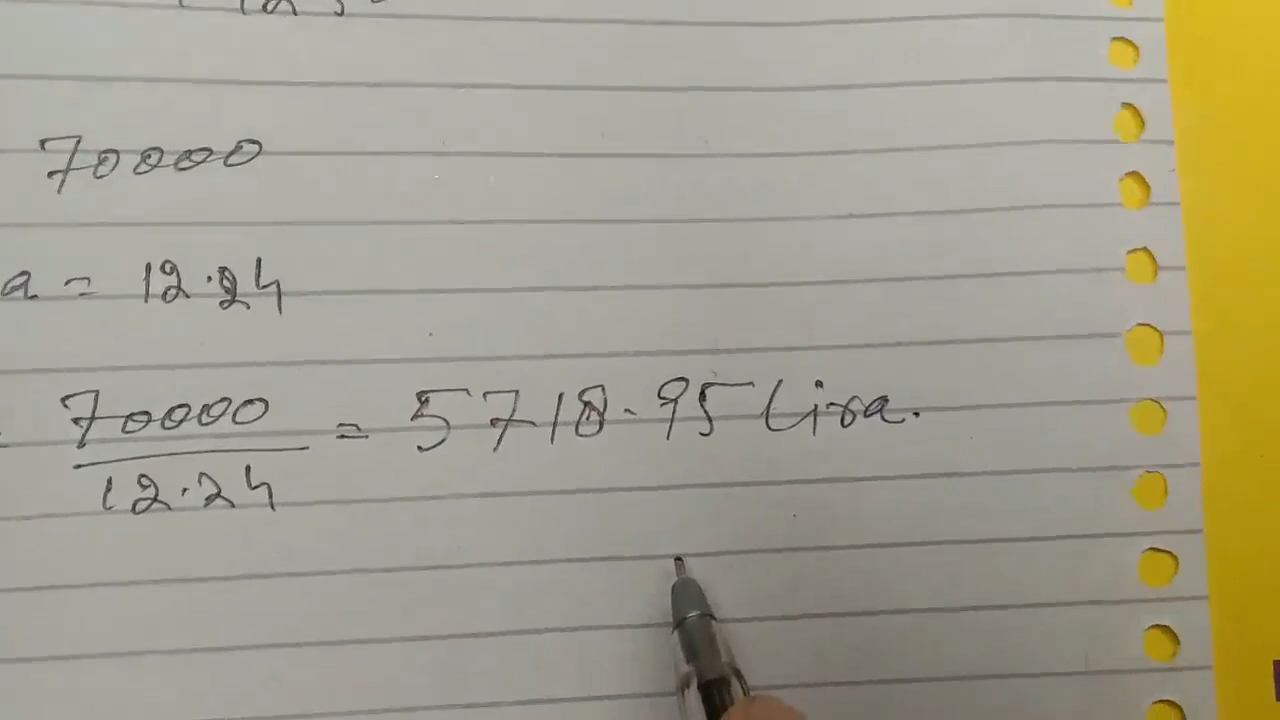 70000
a = 12.24
70000
12.24
= 5718.95 Lira.